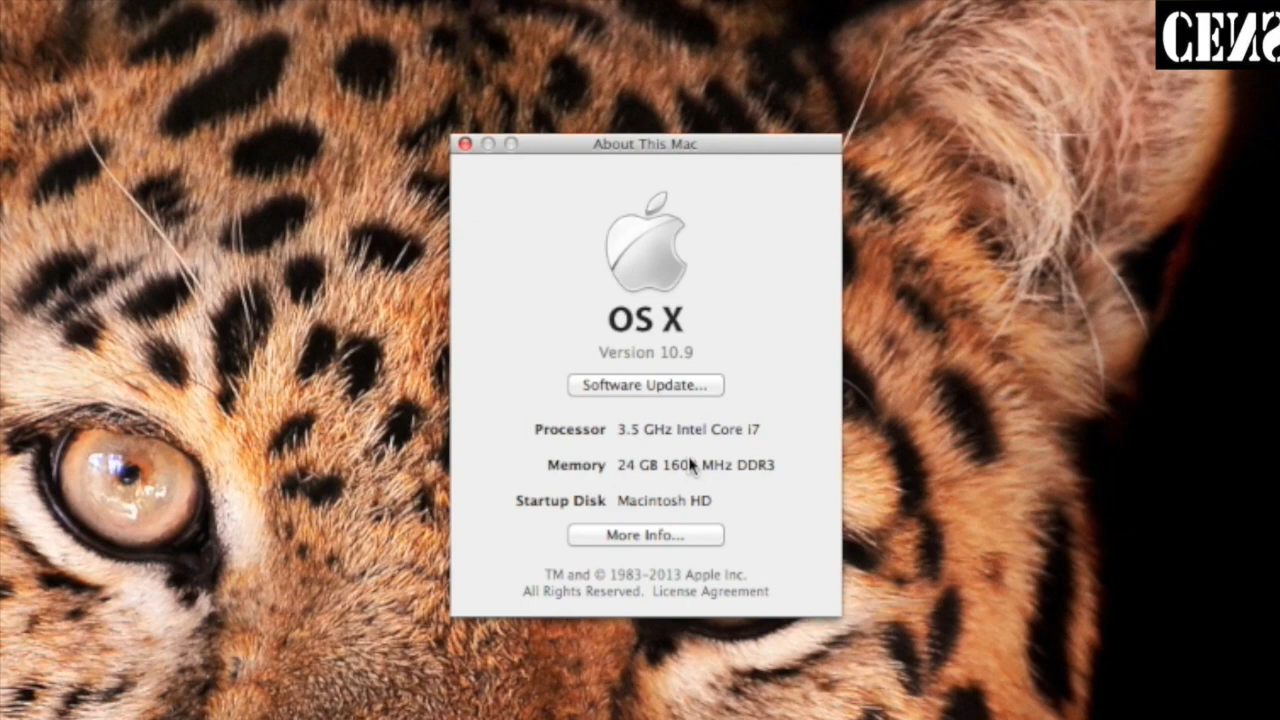 CENS
About This Mac
OS X
Version 10.9
Software Update...
Processor 3.5 GHz Intel Core i7
Memory 24 GB 1600 MHz DDR3
Startup Disk Macintosh HD
More Info...
TM and © 1983-2013 Apple Inc.
All Rights Reserved. License Agreement